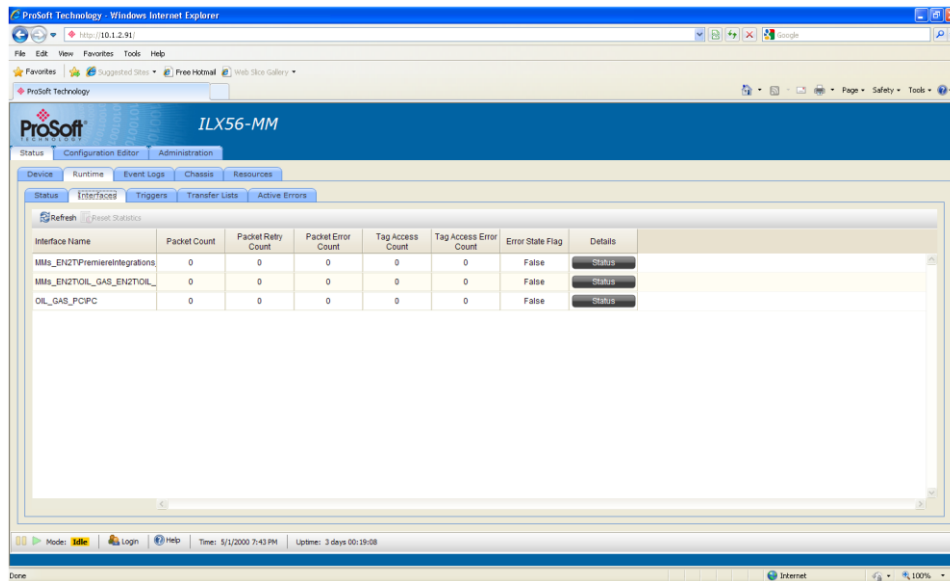 ProSoft Technology - Windows Internet Explorer
http://10.1.2.91/
Google
File Edit View Favorites Tools Help
Favorites Suggested Sites Free Hotmail Web Slice Gallery
ProSoft Technology
Page Safety Tools
ProSoft
TECHNOLOGY
ILX56-MM
Status Configuration Editor Administration
Device Runtime Event Logs Chassis Resources
Status Interfaces Triggers Transfer Lists Active Errors
Refresh Reset Statistics
Interface Name Packet Count Packet Retry Count Packet Error Count Tag Access Count Tag Access Error Count Error State Flag Details
MMs_EN2T\PremiereIntegrations_ 0 0 0 0 0 False Status
MMs_EN2T\OIL_GAS_EN2T\OIL_ 0 0 0 0 0 False Status
OIL_GAS_PC\PC 0 0 0 0 0 False Status
Mode: Idle Login Help Time: 5/1/2000 7:43 PM Uptime: 3 days 00:19:08
Done Internet 100%